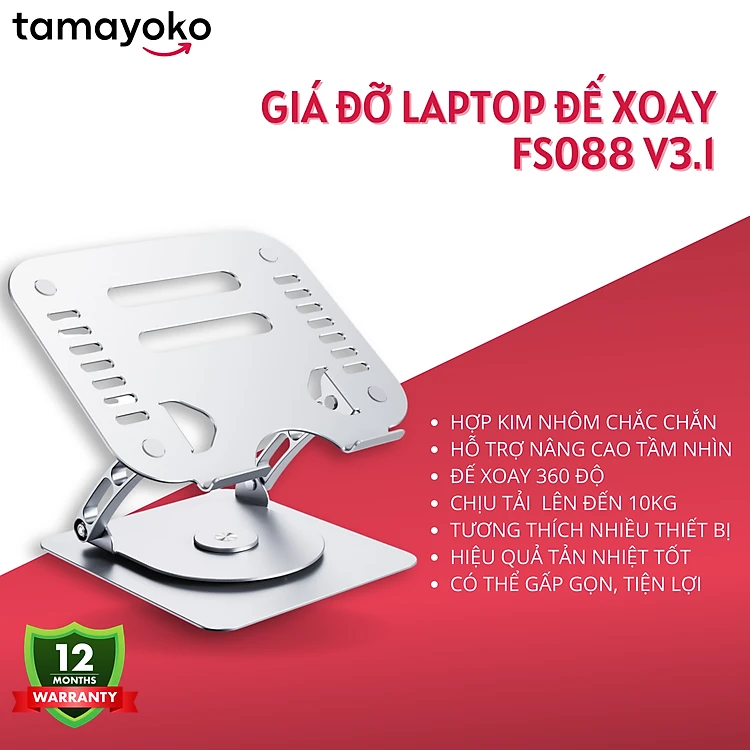 tamayoko
GIÁ ĐỠ LAPTOP ĐẾ XOAY
FS088 V3.1
• HỢP KIM NHÔM CHẮC CHẮN
• HỖ TRỢ NÂNG CAO TẦM NHÌN
• ĐẾ XOAY 360 ĐỘ
• CHỊU TẢI LÊN ĐẾN 10KG
• TƯƠNG THÍCH NHIỀU THIẾT BỊ
• HIỆU QUẢ TẢN NHIỆT TỐT
• CÓ THỂ GẤP GỌN, TIỆN LỢI
12
MONTHS
WARRANTY